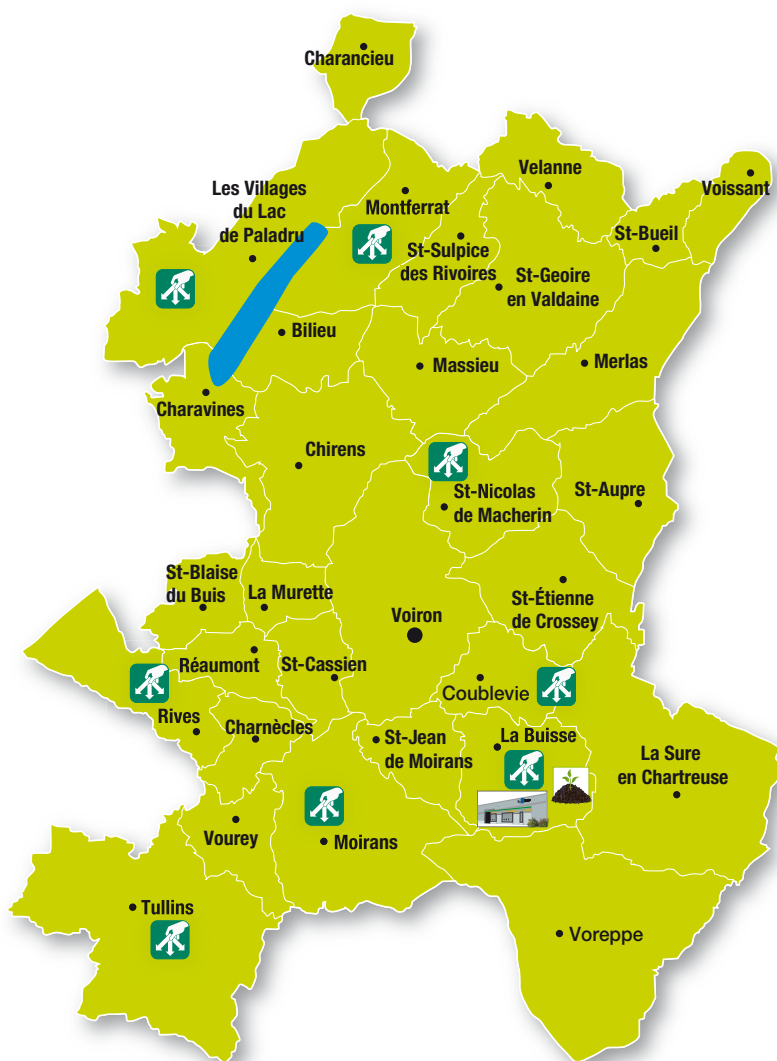 Charancieu
Velanne
Voissant
Les Villages
du Lac
de Paladru
Montferrat
St-Bueil
St-Sulpice
des Rivoires
St-Geoire
en Valdaine
Bilieu
Massieu
Merlas
Charavines
Chirens
St-Nicolas
de Macherin
St-Aupre
St-Blaise
du Buis
La Murette
St-Étienne
de Crossey
Voiron
Réaumont
St-Cassien
Coublevie
Rives
Charnècles
St-Jean
de Moirans
La Buisse
La Sure
en Chartreuse
Vourey
Moirans
Tullins
Voreppe